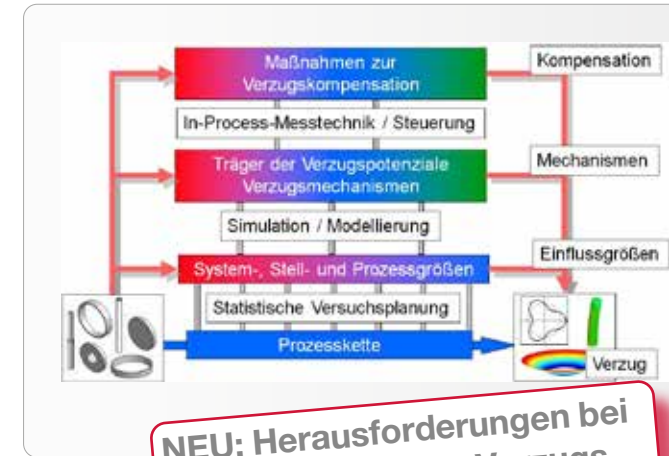 Maßnahmen zur
Verzugskompensation
Kompensation
In-Process-Messtechnik / Steuerung
Träger der Verzugspotenziale
Verzugsmechanismen
Mechanismen
Simulation / Modellierung
Einflussgrößen
System-, Stell- und Prozessgrößen
Statistische Versuchsplanung
Prozesskette
Verzug
NEU: Herausforderungen bei
Verzugs